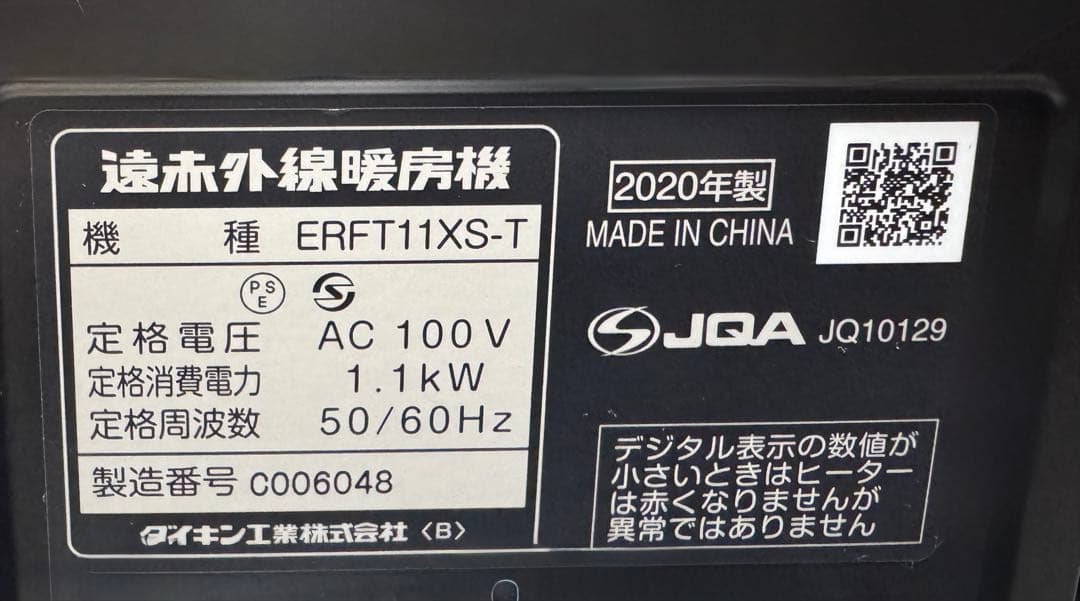 遠赤外線暖房機
機種 ERFT11XS-T
PSE
定格電圧 AC 100V
定格消費電力 1.1kW
定格周波数 50/60Hz
製造番号 C006048
ダイキン工業株式会社〈B〉
2020年製
MADE IN CHINA
JQA JQ10129
デジタル表示の数値が
小さいときはヒーター
は赤くなりませんが
異常ではありません